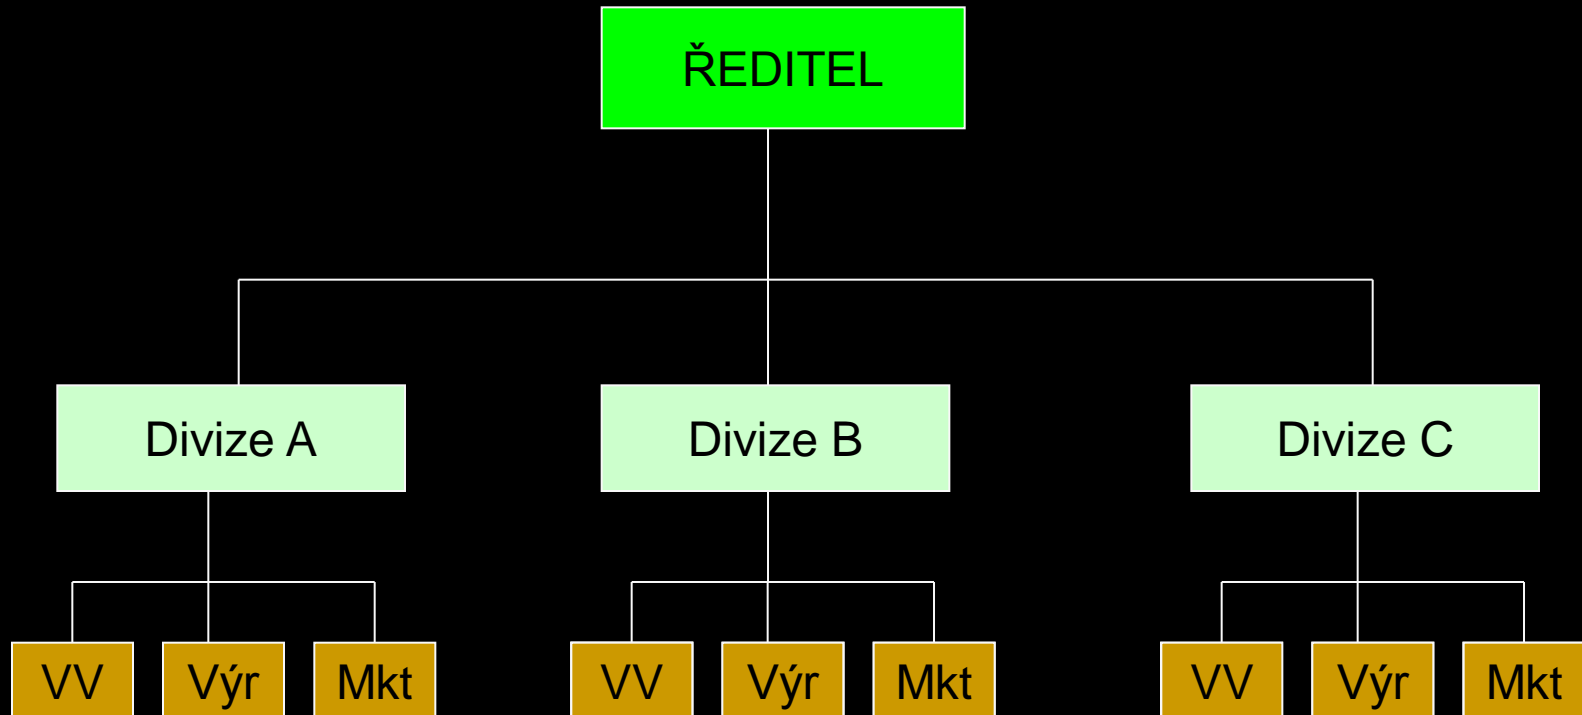 ŘEDITEL
Divize A
Divize B
Divize C
VV
Výr
Mkt
VV
Výr
Mkt
VV
Výr
Mkt